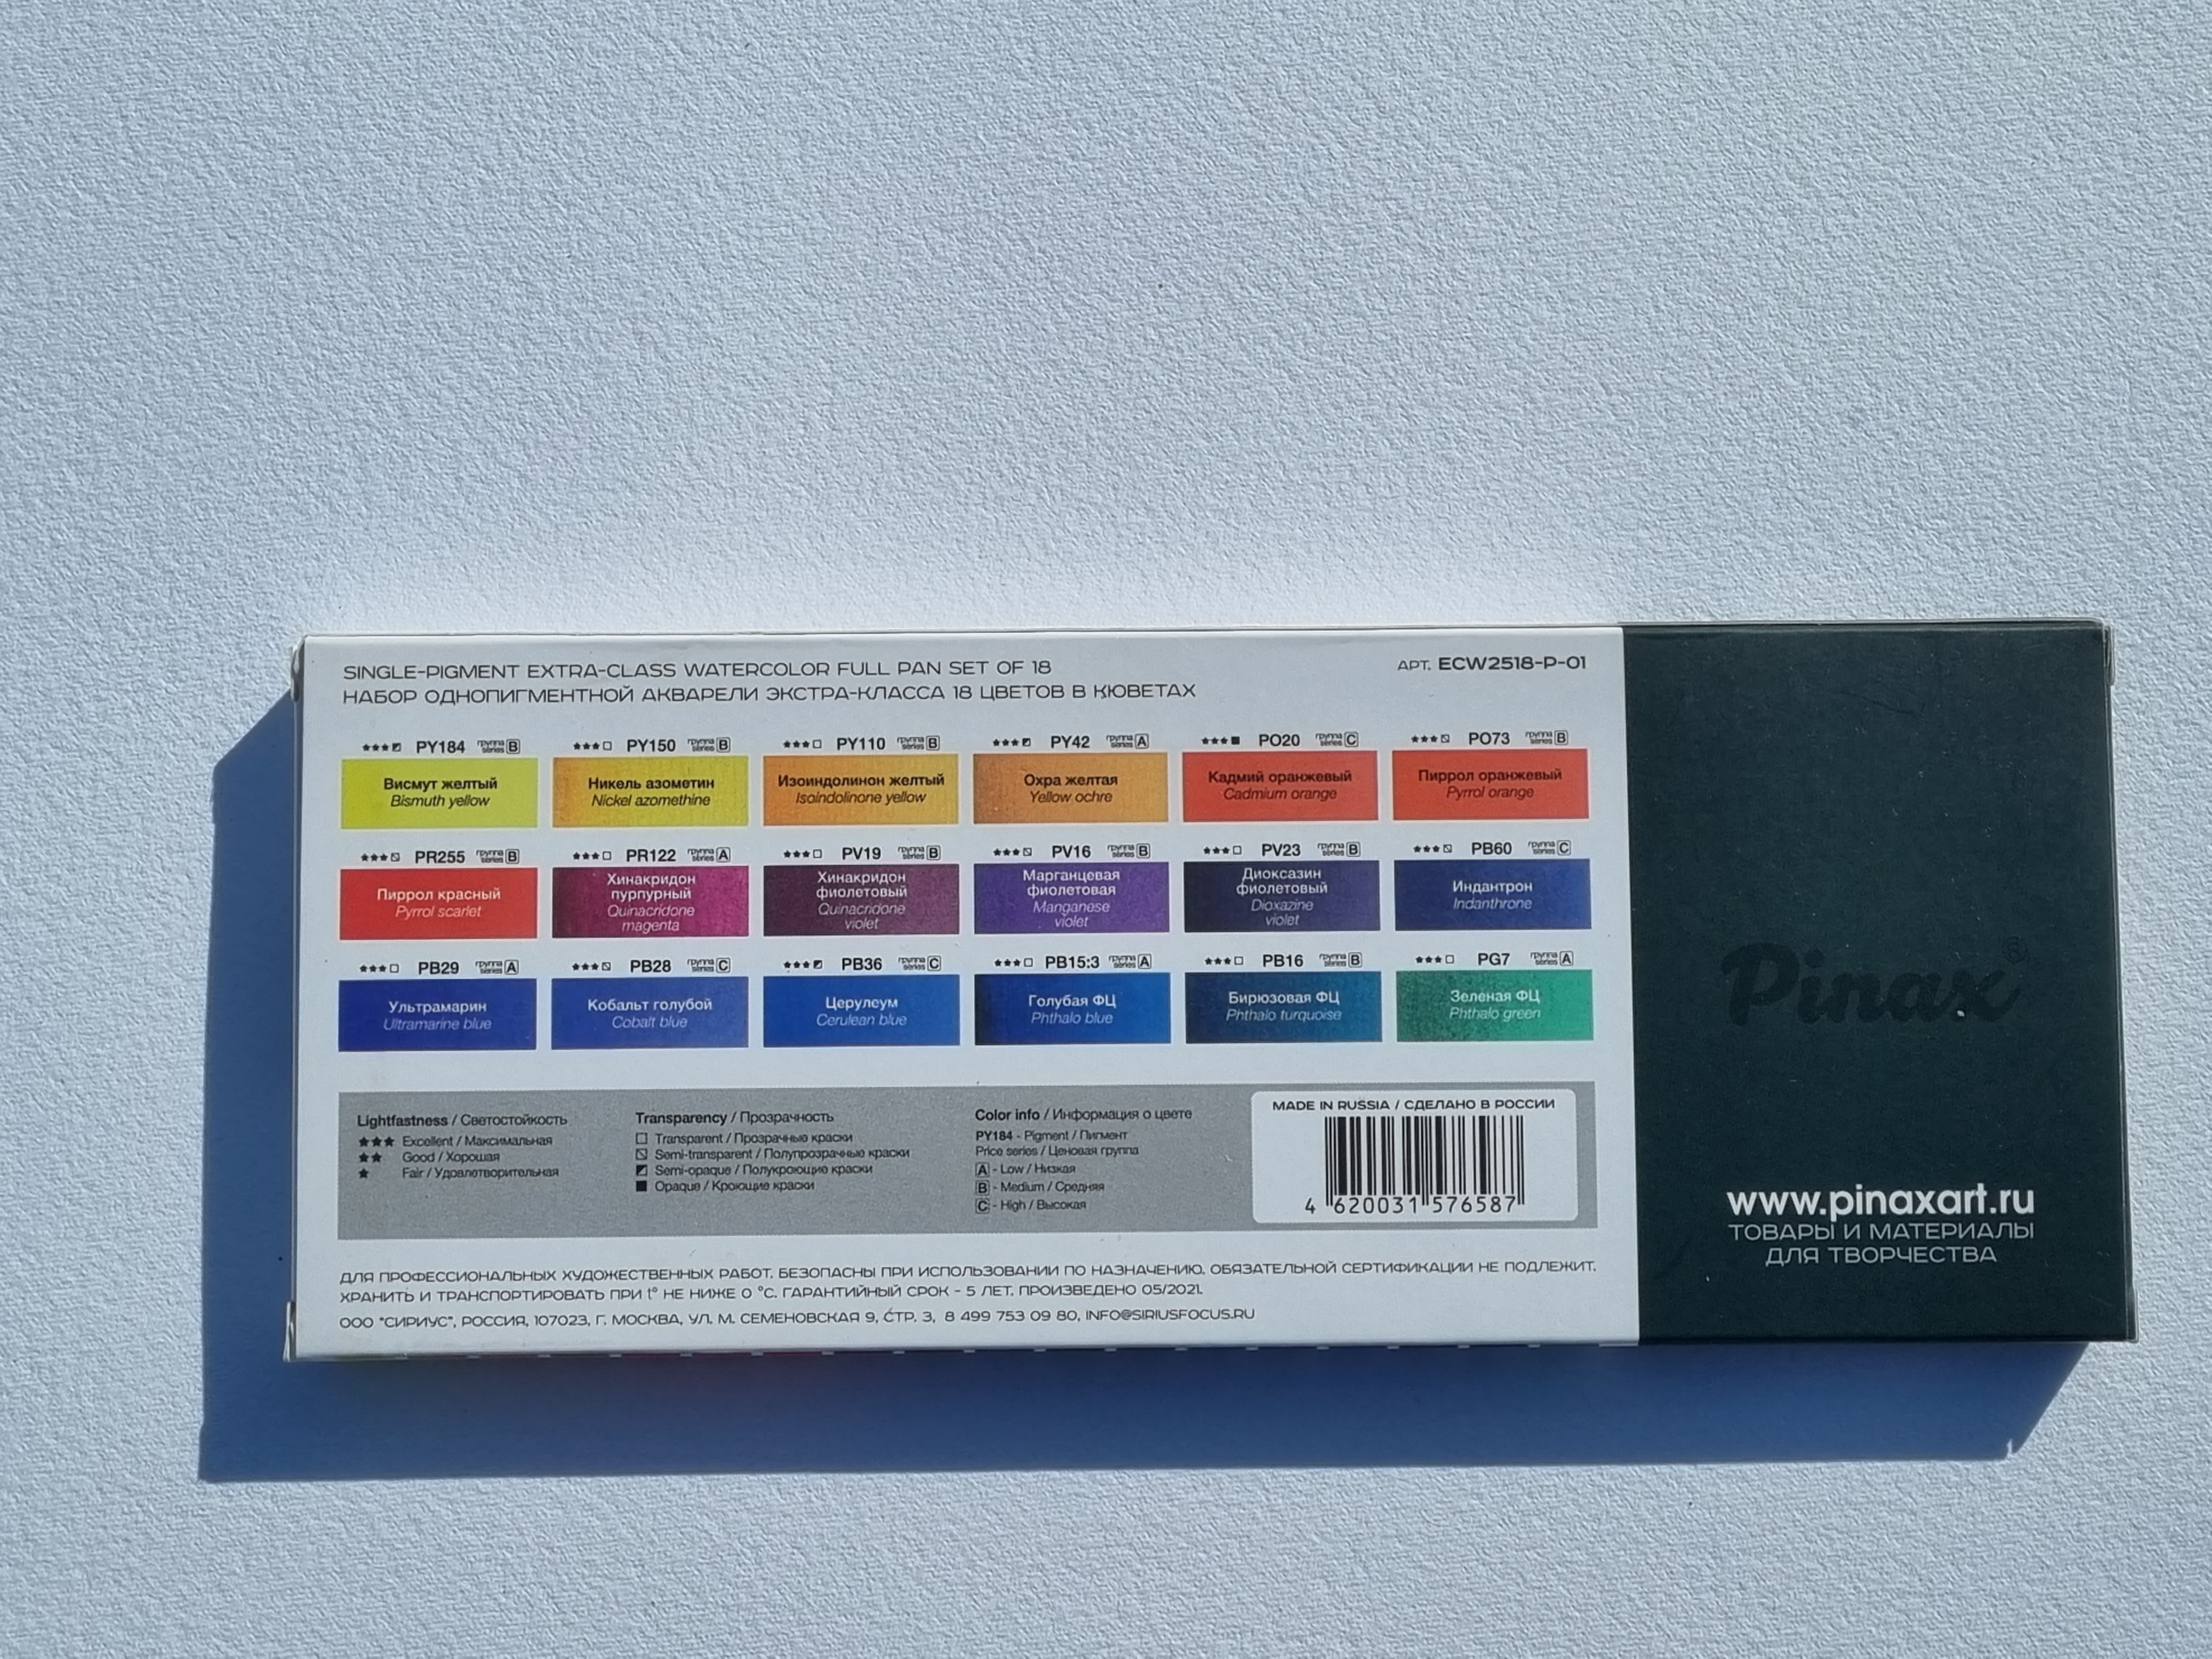 SINGLE-PIGMENT EXTRA-CLASS WATERCOLOR FULL PAN SET OF 18
АРТ. ECW2518-P-01
НАБОР ОДНОПИГМЕНТНОЙ АКВАРЕЛИ ЭКСТРА-КЛАССА 18 ЦВЕТОВ В КЮВЕТАХ
PY184 группа series B
Висмут желтый
Bismuth yellow
PY150 группа series B
Никель азометин
Nickel azomethine
PY110 группа series B
Изоиндолинон желтый
Isoindolinone yellow
PY42 группа series A
Охра желтая
Yellow ochre
PO20 группа series C
Кадмий оранжевый
Cadmium orange
PO73 группа series B
Пиррол оранжевый
Pyrrol orange
PR255 группа series B
Пиррол красный
Pyrrol scarlet
PR122 группа series A
Хинакридон
пурпурный
Quinacridone
magenta
PV19 группа series B
Хинакридон
фиолетовый
Quinacridone
violet
PV16 группа series B
Марганцевая
фиолетовая
Manganese
violet
PV23 группа series B
Диоксазин
фиолетовый
Dioxazine
violet
PB60 группа series C
Индантрон
Indanthrone
PB29 группа series A
Ультрамарин
Ultramarine blue
PB28 группа series C
Кобальт голубой
Cobalt blue
PB36 группа series C
Церулеум
Cerulean blue
PB15:3 группа series A
Голубая ФЦ
Phthalo blue
PB16 группа series B
Бирюзовая ФЦ
Phthalo turquoise
PG7 группа series A
Зеленая ФЦ
Phthalo green
Lightfastness / Светостойкость
★★★ Excellent / Максимальная
★★ Good / Хорошая
★ Fair / Удовлетворительная
Transparency / Прозрачность
Transparent / Прозрачные краски
Semi-transparent / Полупрозрачные краски
Semi-opaque / Полукроющие краски
Opaque / Кроющие краски
Color info / Информация о цвете
PY184 - Pigment / Пигмент
Price series / Ценовая группа
A - Low / Низкая
B - Medium / Средняя
C - High / Высокая
MADE IN RUSSIA / СДЕЛАНО В РОССИИ
4 620031 576587
ДЛЯ ПРОФЕССИОНАЛЬНЫХ ХУДОЖЕСТВЕННЫХ РАБОТ. БЕЗОПАСНЫ ПРИ ИСПОЛЬЗОВАНИИ ПО НАЗНАЧЕНИЮ. ОБЯЗАТЕЛЬНОЙ СЕРТИФИКАЦИИ НЕ ПОДЛЕЖИТ.
ХРАНИТЬ И ТРАНСПОРТИРОВАТЬ ПРИ t° НЕ НИЖЕ 0 °С. ГАРАНТИЙНЫЙ СРОК - 5 ЛЕТ. ПРОИЗВЕДЕНО 05/2021.
ООО "СИРИУС", РОССИЯ, 107023, Г. МОСКВА, УЛ. М. СЕМЕНОВСКАЯ 9, СТР. 3, 8 499 753 09 80, INFO@SIRIUSFOCUS.RU
Pinax®
www.pinaxart.ru
ТОВАРЫ И МАТЕРИАЛЫ
ДЛЯ ТВОРЧЕСТВА